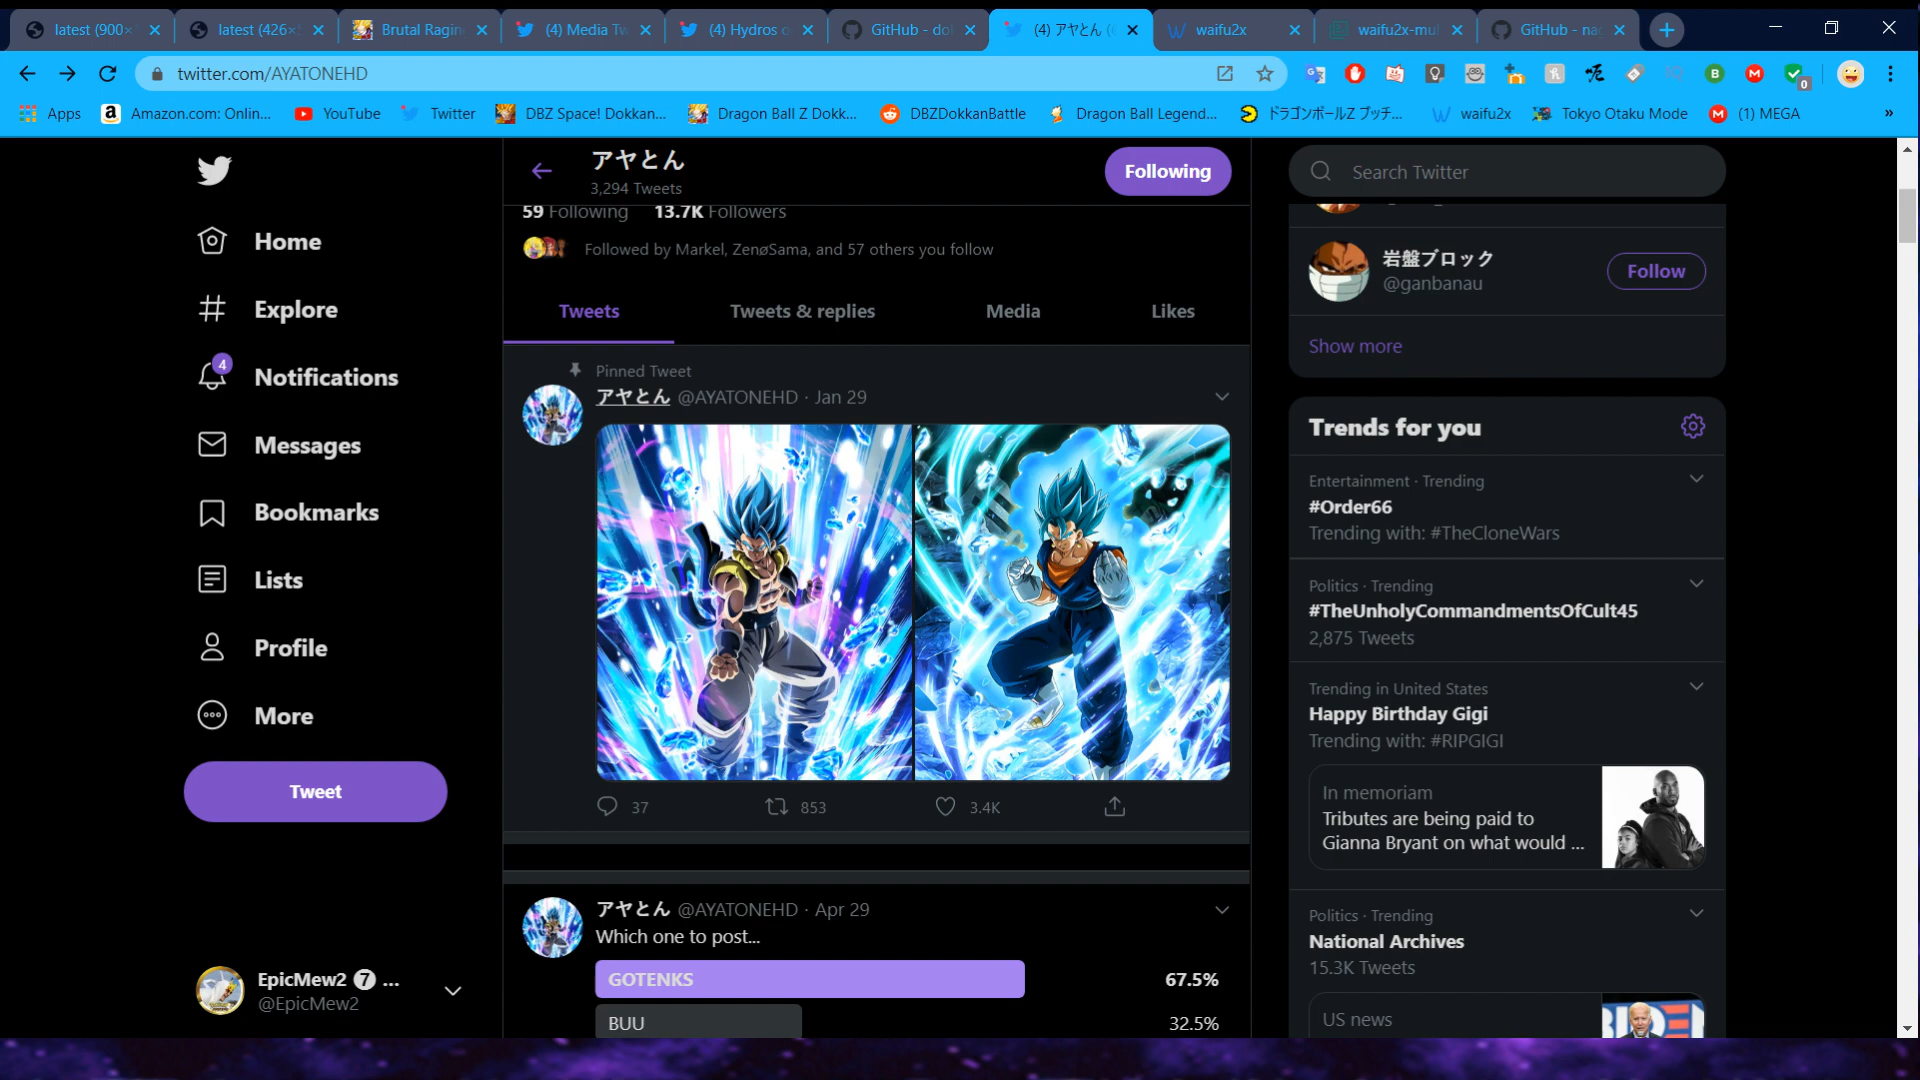 latest (900×
latest (426×
Brutal Ragin
(4) Media Tw
(4) Hydros o
GitHub - dol
(4) アヤとん (
waifu2x
waifu2x-mul
GitHub - nac
twitter.com/AYATONEHD
0
Apps
Amazon.com: Onlin...
YouTube
Twitter
DBZ Space! Dokkan...
Dragon Ball Z Dokk...
DBZDokkanBattle
Dragon Ball Legend...
ドラゴンボールZ ブッチ...
waifu2x
Tokyo Otaku Mode
(1) MEGA
»
Home
Explore
4
Notifications
Messages
Bookmarks
Lists
Profile
More
Tweet
EpicMew2 7 ...
@EpicMew2
アヤとん
3,294 Tweets
Following
59 Following 13.7K Followers
Followed by Markel, ZenøSama, and 57 others you follow
Tweets
Tweets & replies
Media
Likes
Pinned Tweet
アヤとん @AYATONEHD · Jan 29
37
853
3.4K
アヤとん @AYATONEHD · Apr 29
Which one to post...
GOTENKS 67.5%
BUU 32.5%
Search Twitter
岩盤ブロック
@ganbanau
Follow
Show more
Trends for you
Entertainment · Trending
#Order66
Trending with: #TheCloneWars
Politics · Trending
#TheUnholyCommandmentsOfCult45
2,875 Tweets
Trending in United States
Happy Birthday Gigi
Trending with: #RIPGIGI
In memoriam
Tributes are being paid to
Gianna Bryant on what would ...
Politics · Trending
National Archives
15.3K Tweets
US news